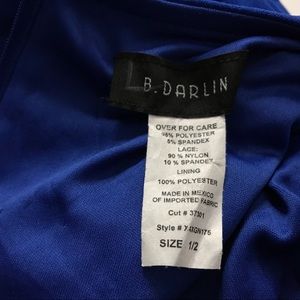 B. DARLIN
OVER FOR CARE
95% POLYESTER
5% SPANDEX
LACE:
90 % NYLON
10 % SPANDEX
LINING
100% POLYESTER
MADE IN MEXICO
OF IMPORTED FABRIC
Cut # 37301
Style #
SIZE 1/2